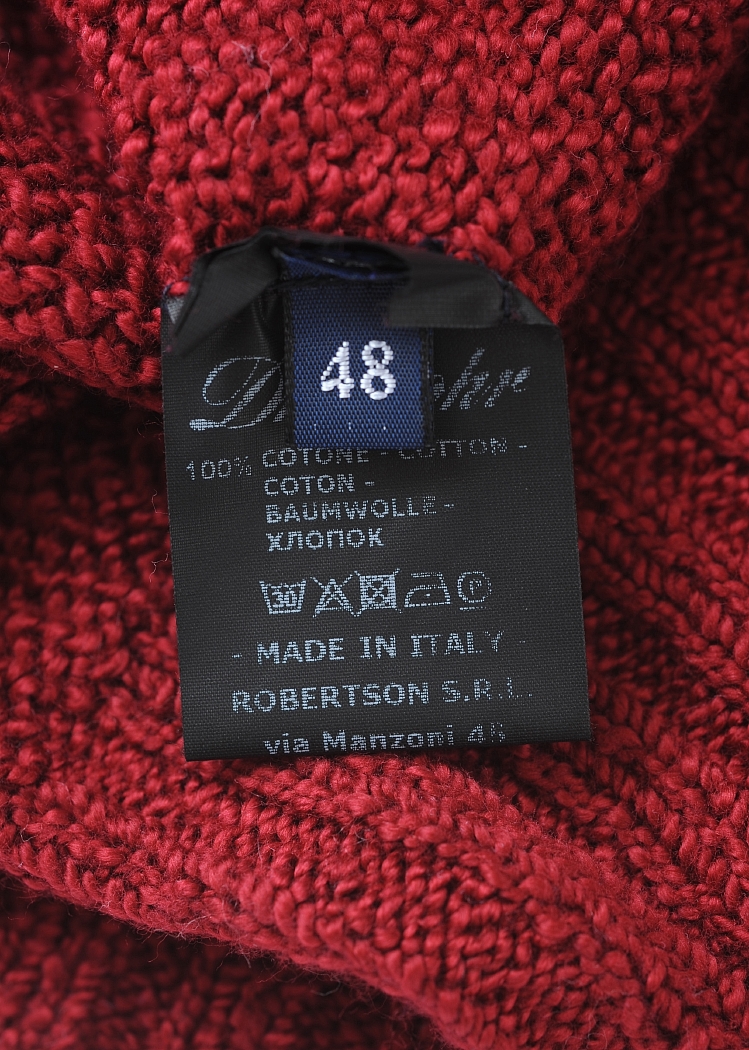 48
100% COTONE - COTTON -
COTON -
BAUMWOLLE -
ХЛОПОК
30 P
- MADE IN ITALY -
ROBERTSON S.R.L.
via Manzoni 48